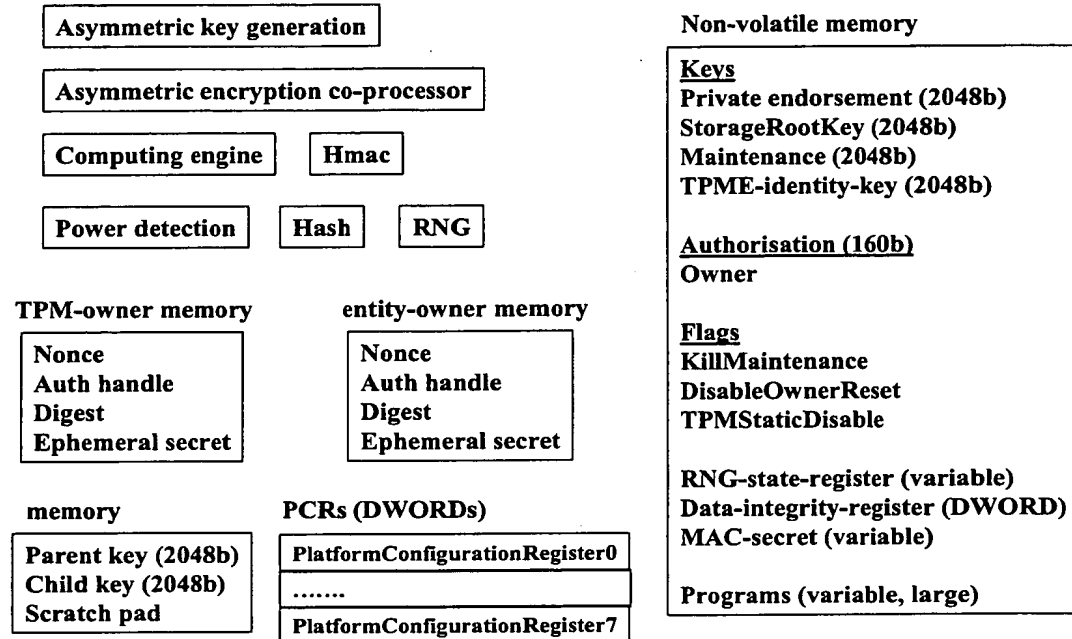 Asymmetric key generation
Asymmetric encryption co-processor
Computing engine
Hmac
Power detection
Hash
RNG
TPM-owner memory
Nonce
Auth handle
Digest
Ephemeral secret
entity-owner memory
Nonce
Auth handle
Digest
Ephemeral secret
memory
Parent key (2048b)
Child key (2048b)
Scratch pad
PCRs (DWORDs)
PlatformConfigurationRegister0
.......
PlatformConfigurationRegister7
Non-volatile memory
Keys
Private endorsement (2048b)
StorageRootKey (2048b)
Maintenance (2048b)
TPME-identity-key (2048b)
Authorisation (160b)
Owner
Flags
KillMaintenance
DisableOwnerReset
TPMStaticDisable
RNG-state-register (variable)
Data-integrity-register (DWORD)
MAC-secret (variable)
Programs (variable, large)